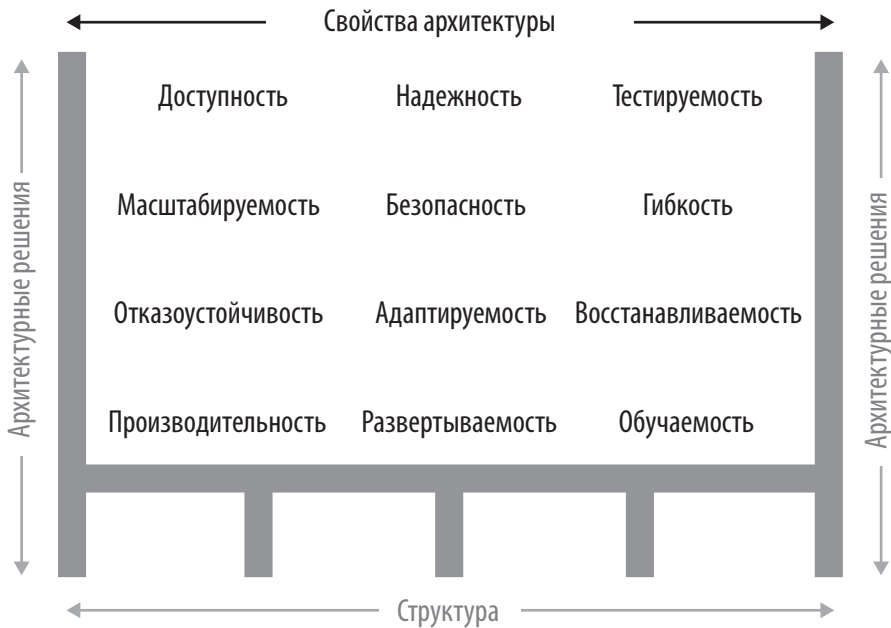 Свойства архитектуры
Доступность Надежность Тестируемость
Масштабируемость Безопасность Гибкость
Отказоустойчивость Адаптируемость Восстанавливаемость
Производительность Развертываемость Обучаемость
Архитектурные решения
Архитектурные решения
Структура